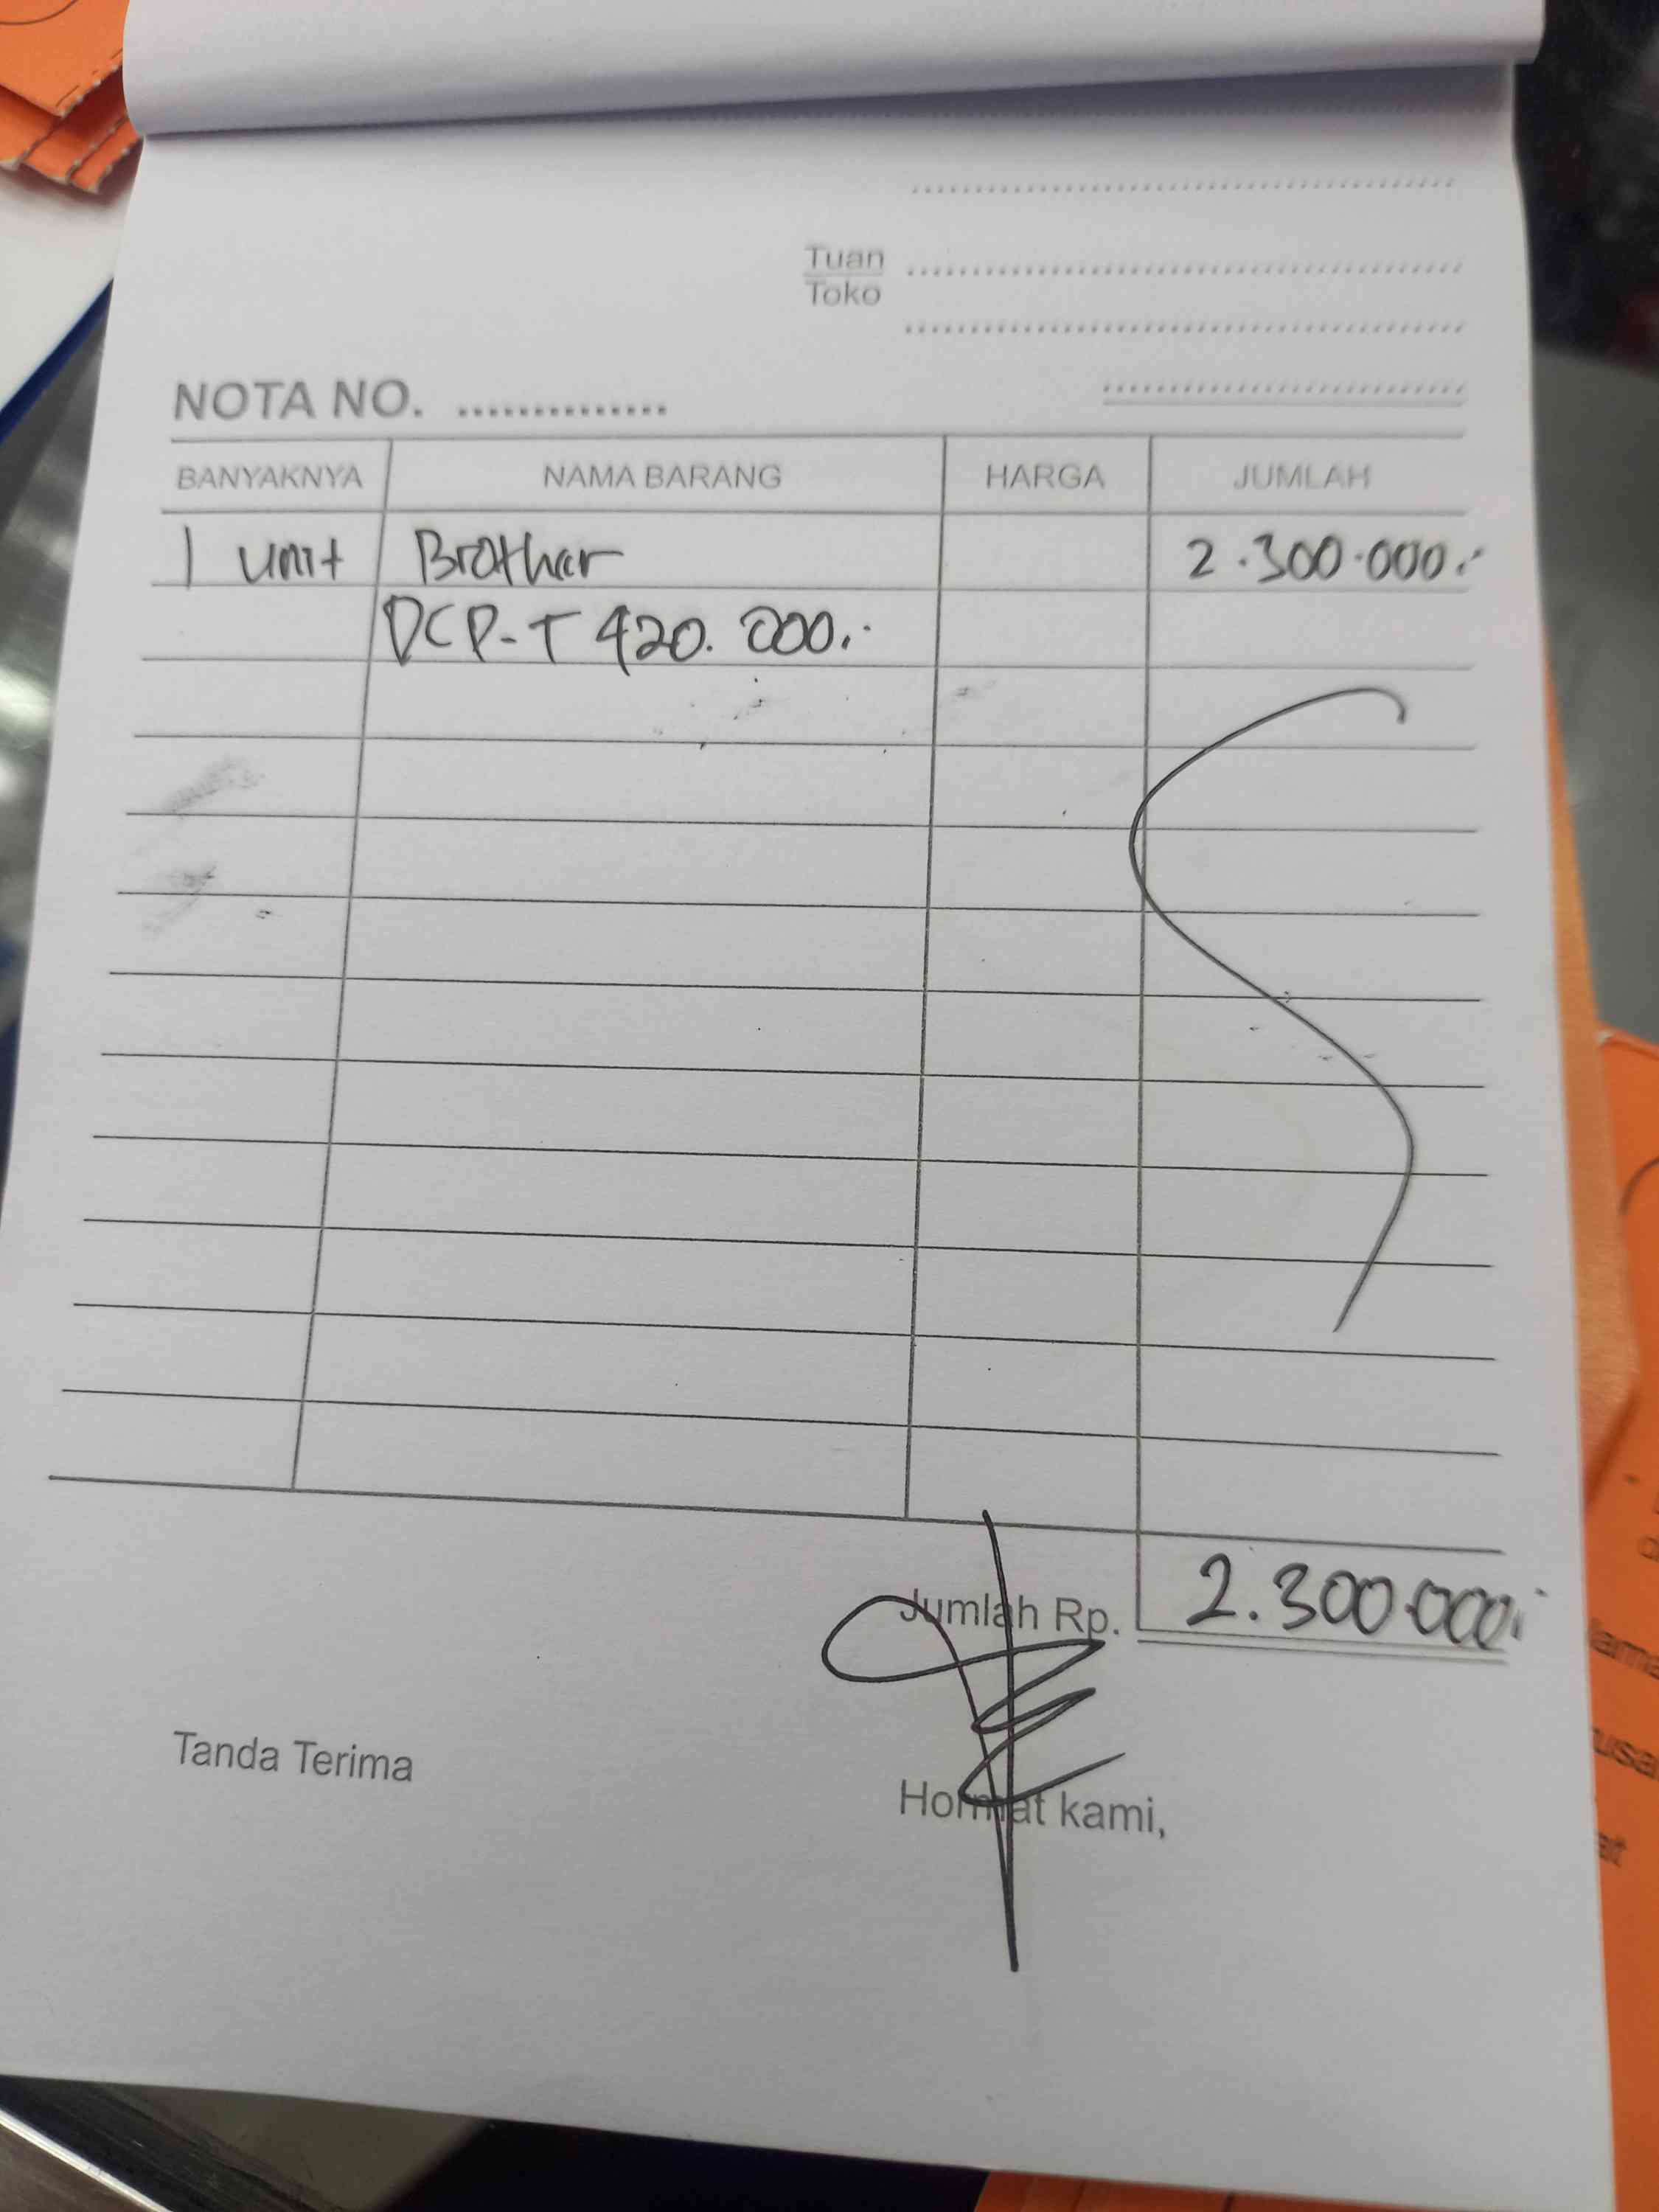 Tuan
Toko
NOTA NO. ..............
BANYAKNYA NAMA BARANG HARGA JUMLAH
1 unit Brother 2.300.000.-
DCP-T 420.000.-
Jumlah Rp. 2.300.000.-
Tanda Terima
Hormat kami,